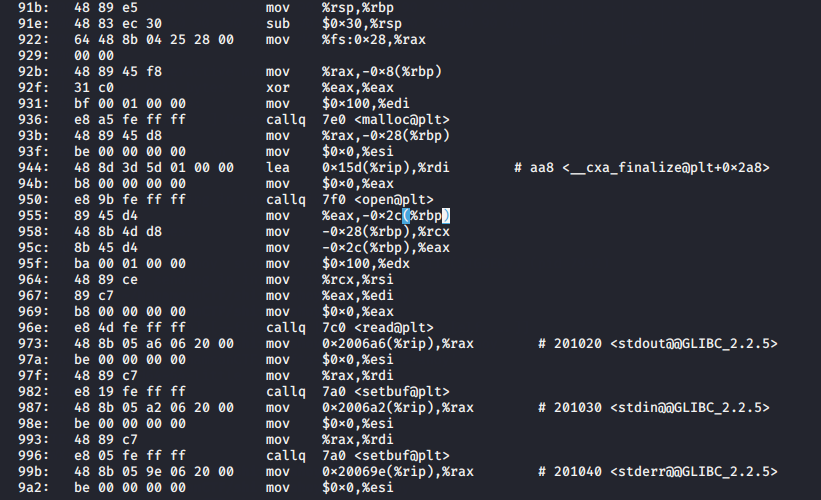 91b: 48 89 e5 mov %rsp,%rbp
91e: 48 83 ec 30 sub $0×30,%rsp
922: 64 48 8b 04 25 28 00 mov %fs:0×28,%rax
929: 00 00
92b: 48 89 45 f8 mov %rax,-0×8(%rbp)
92f: 31 c0 xor %eax,%eax
931: bf 00 01 00 00 mov $0×100,%edi
936: e8 a5 fe ff ff callq 7e0 <malloc@plt>
93b: 48 89 45 d8 mov %rax,-0×28(%rbp)
93f: be 00 00 00 00 mov $0×0,%esi
944: 48 8d 3d 5d 01 00 00 lea 0×15d(%rip),%rdi # aa8 <__cxa_finalize@plt+0×2a8>
94b: b8 00 00 00 00 mov $0×0,%eax
950: e8 9b fe ff ff callq 7f0 <open@plt>
955: 89 45 d4 mov %eax,-0×2c(%rbp)
958: 48 8b 4d d8 mov -0×28(%rbp),%rcx
95c: 8b 45 d4 mov -0×2c(%rbp),%eax
95f: ba 00 01 00 00 mov $0×100,%edx
964: 48 89 ce mov %rcx,%rsi
967: 89 c7 mov %eax,%edi
969: b8 00 00 00 00 mov $0×0,%eax
96e: e8 4d fe ff ff callq 7c0 <read@plt>
973: 48 8b 05 a6 06 20 00 mov 0×2006a6(%rip),%rax # 201020 <stdout@@GLIBC_2.2.5>
97a: be 00 00 00 00 mov $0×0,%esi
97f: 48 89 c7 mov %rax,%rdi
982: e8 19 fe ff ff callq 7a0 <setbuf@plt>
987: 48 8b 05 a2 06 20 00 mov 0×2006a2(%rip),%rax # 201030 <stdin@@GLIBC_2.2.5>
98e: be 00 00 00 00 mov $0×0,%esi
993: 48 89 c7 mov %rax,%rdi
996: e8 05 fe ff ff callq 7a0 <setbuf@plt>
99b: 48 8b 05 9e 06 20 00 mov 0×20069e(%rip),%rax # 201040 <stderr@@GLIBC_2.2.5>
9a2: be 00 00 00 00 mov $0×0,%esi